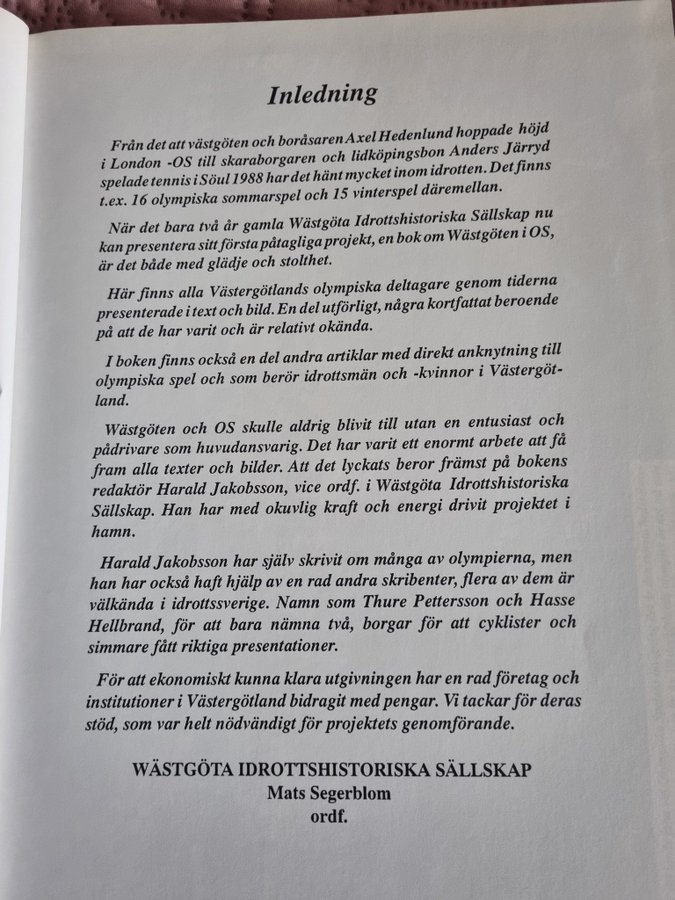 Inledning
Från det att västgöten och boråsaren Axel Hedenlund hoppade höjd
i London -OS till skaraborgaren och lidköpingsbon Anders Järryd
spelade tennis i Söul 1988 har det hänt mycket inom idrotten. Det finns
t.ex. 16 olympiska sommarspel och 15 vinterspel däremellan.
När det bara två år gamla Wästgöta Idrottshistoriska Sällskap nu
kan presentera sitt första påtagliga projekt, en bok om Wästgöten i OS,
är det både med glädje och stolthet.
Här finns alla Västergötlands olympiska deltagare genom tiderna
presenterade i text och bild. En del utförligt, några kortfattat beroende
på att de har varit och är relativt okända.
I boken finns också en del andra artiklar med direkt anknytning till
olympiska spel och som berör idrottsmän och -kvinnor i Västergöt-
land.
Wästgöten och OS skulle aldrig blivit till utan en entusiast och
pådrivare som huvudansvarig. Det har varit ett enormt arbete att få
fram alla texter och bilder. Att det lyckats beror främst på bokens
redaktör Harald Jakobsson, vice ordf. i Wästgöta Idrottshistoriska
Sällskap. Han har med okuvlig kraft och energi drivit projektet i
hamn.
Harald Jakobsson har själv skrivit om många av olympierna, men
han har också haft hjälp av en rad andra skribenter, flera av dem är
välkända i idrottssverige. Namn som Thure Pettersson och Hasse
Hellbrand, för att bara nämna två, borgar för att cyklister och
simmare fått riktiga presentationer.
För att ekonomiskt kunna klara utgivningen har en rad företag och
institutioner i Västergötland bidragit med pengar. Vi tackar för deras
stöd, som var helt nödvändigt för projektets genomförande.
WÄSTGÖTA IDROTTSHISTORISKA SÄLLSKAP
Mats Segerblom
ordf.